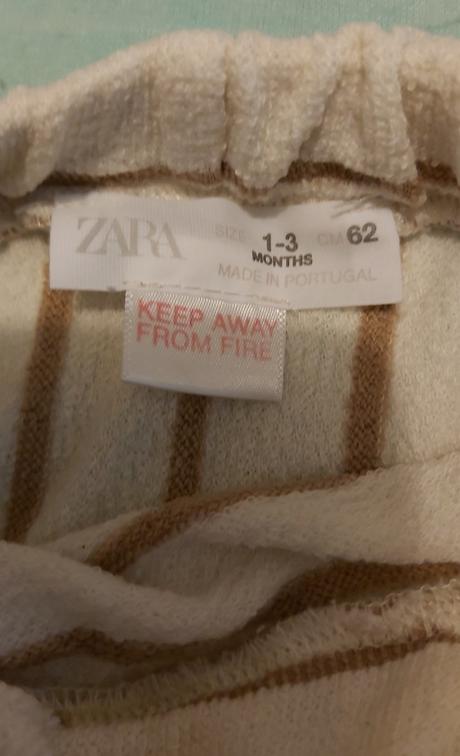 ZARA
SIZE 1-3 MONTHS CM 62
MADE IN PORTUGAL
KEEP AWAY
FROM FIRE